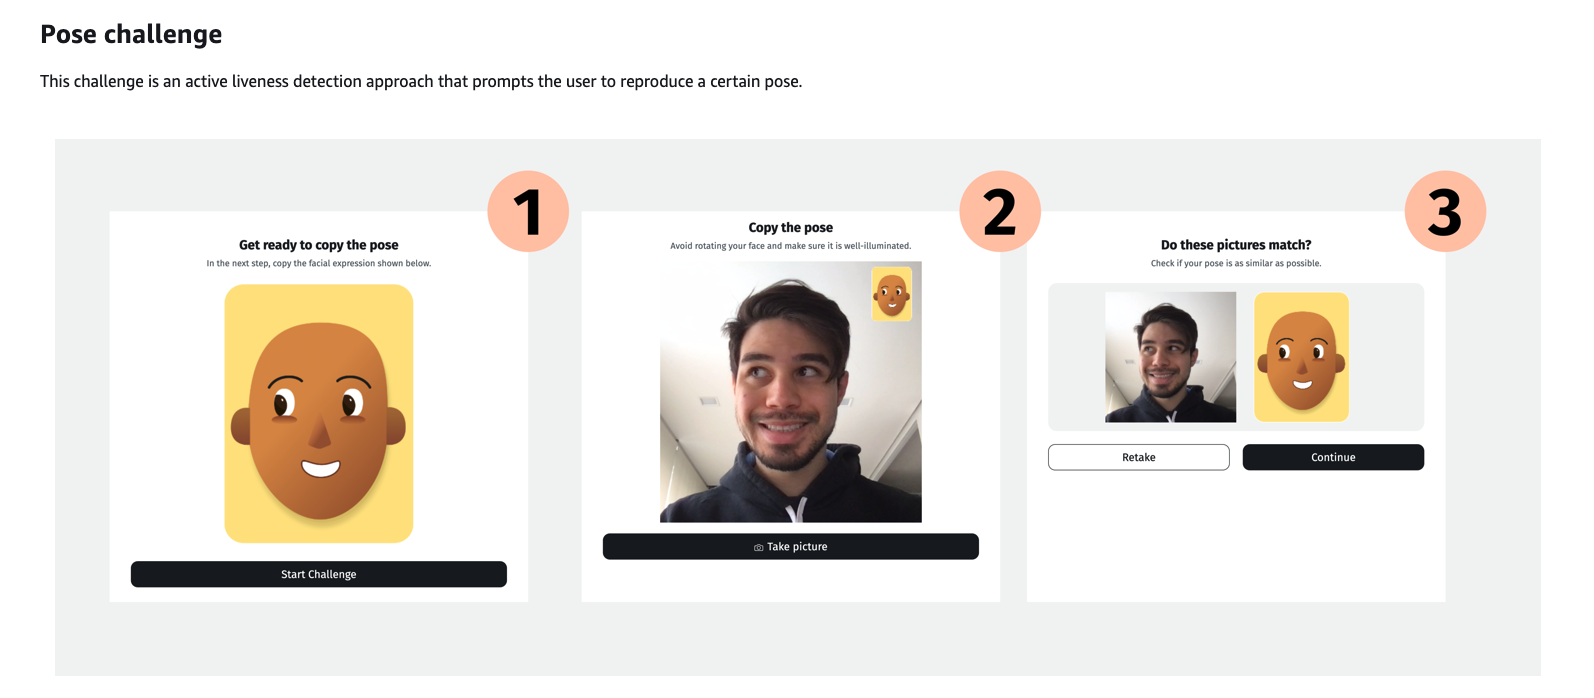 Pose challenge
This challenge is an active liveness detection approach that prompts the user to reproduce a certain pose.
1
Get ready to copy the pose
In the next step, copy the facial expression shown below.
Start Challenge
2
Copy the pose
Avoid rotating your face and make sure it is well-illuminated.
Take picture
3
Do these pictures match?
Check if your pose is as similar as possible.
Retake
Continue